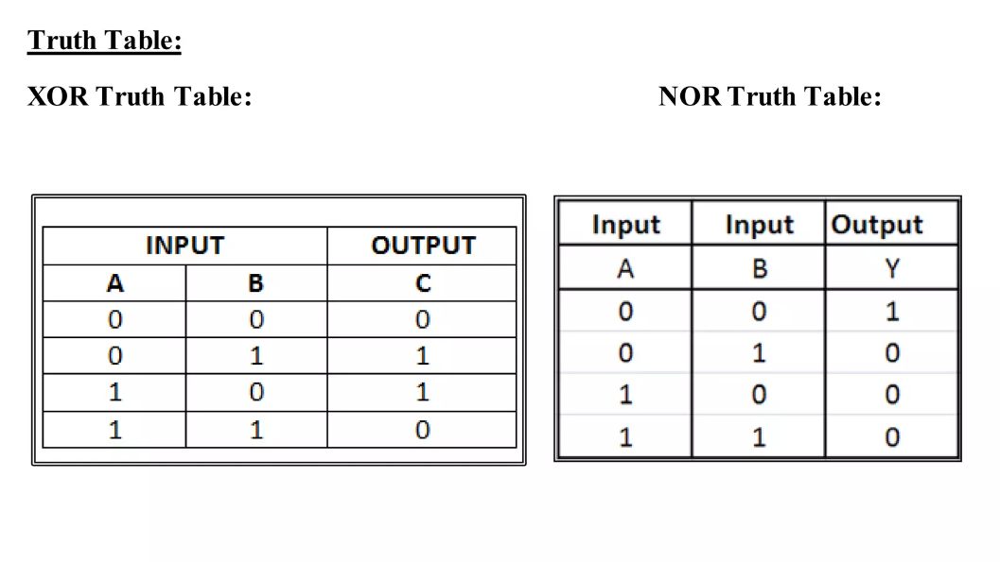 Truth Table:
XOR Truth Table:
NOR Truth Table:
INPUT OUTPUT
A B C
0 0 0
0 1 1
1 0 1
1 1 0
Input Input Output
A B Y
0 0 1
0 1 0
1 0 0
1 1 0